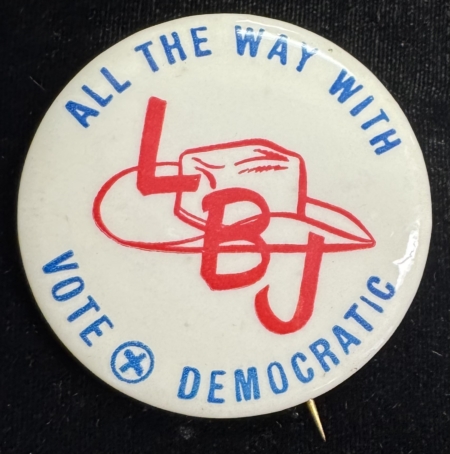 ALL THE WAY WITH
LBJ
VOTE DEMOCRATIC